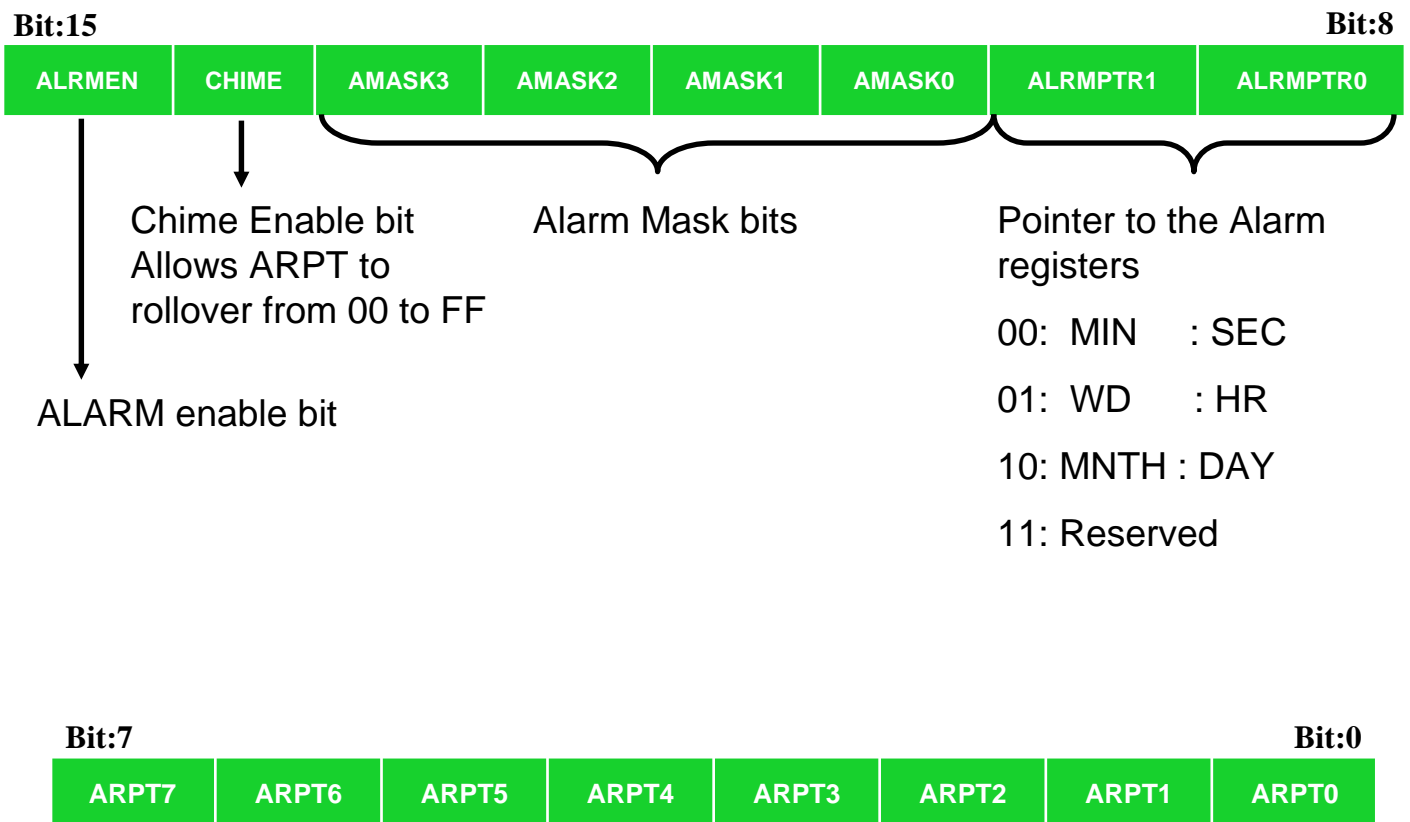 Bit:15 Bit:8
ALRMEN CHIME AMASK3 AMASK2 AMASK1 AMASK0 ALRMPTR1 ALRMPTR0
Chime Enable bit
Allows ARPT to
rollover from 00 to FF
Alarm Mask bits
Pointer to the Alarm
registers
00: MIN : SEC
01: WD : HR
10: MNTH : DAY
11: Reserved
ALARM enable bit
Bit:7 Bit:0
ARPT7 ARPT6 ARPT5 ARPT4 ARPT3 ARPT2 ARPT1 ARPT0